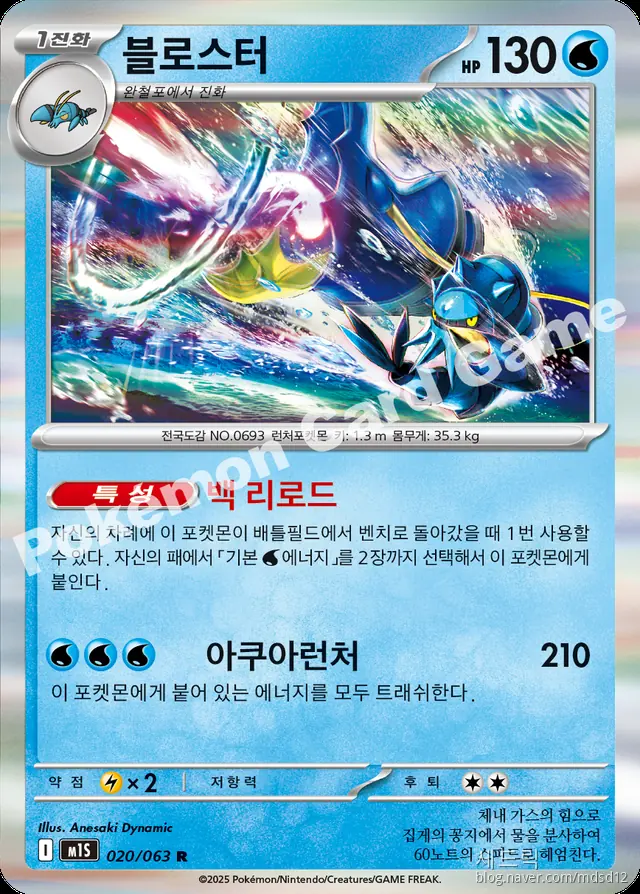 1진화
블로스터
HP 130
완철포에서 진화
전국도감 NO.0693 런처포켓몬 키: 1.3 m 몸무게: 35.3 kg
특성 백 리로드
자신의 차례에 이 포켓몬이 배틀필드에서 벤치로 돌아갔을 때 1번 사용할
수 있다. 자신의 패에서 「기본 에너지」를 2장까지 선택해서 이 포켓몬에게
붙인다.
아쿠아런처 210
이 포켓몬에게 붙어 있는 에너지를 모두 트래쉬한다.
약점 ×2 저항력 후퇴
Illus. Anesaki Dynamic
I M1S 020/063 R
체내 가스의 힘으로
집게의 꽁지에서 물을 분사하여
60노트의 스피드로 헤엄친다.
©2025 Pokémon/Nintendo/Creatures/GAME FREAK.
Pokémon Card Game
blog.naver.com/mdsd12